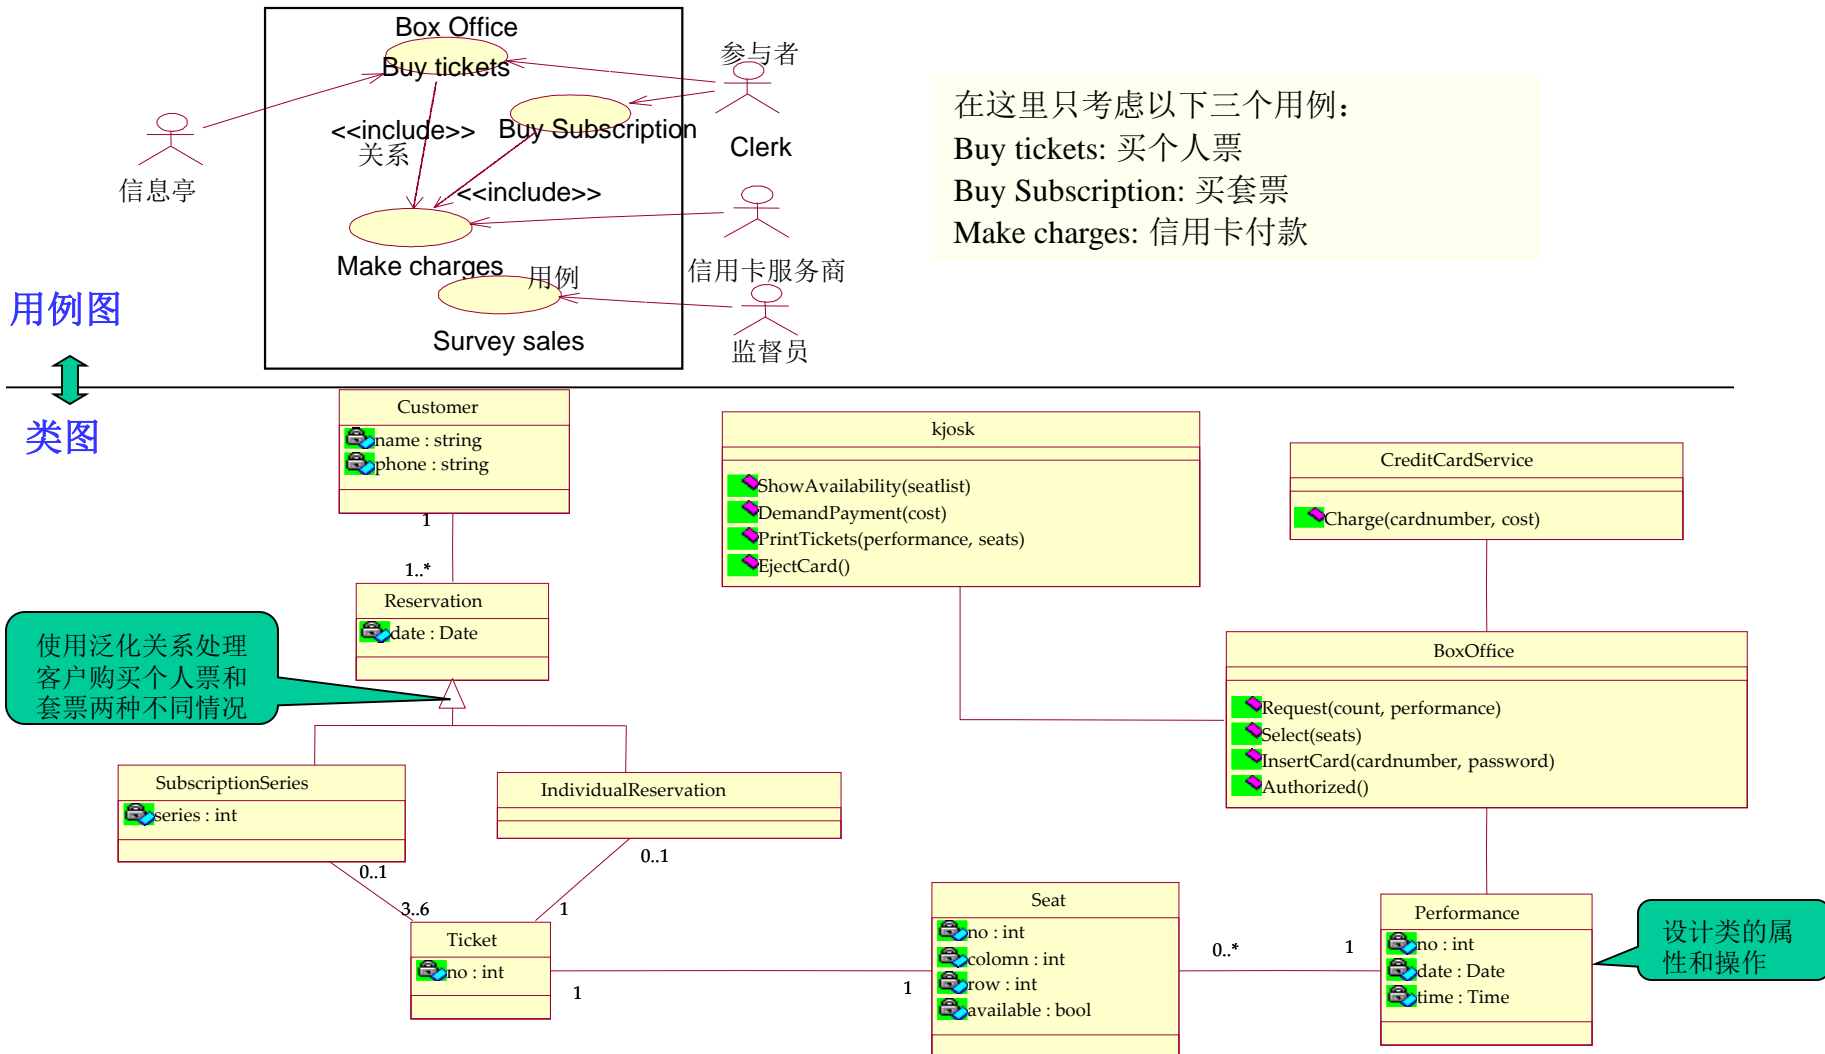 Box Office
Buy tickets
参与者
<<include>>
关系
Buy Subscription
Clerk
信息亭
<<include>>
Make charges
用例
信用卡服务商
Survey sales
监督员
在这里只考虑以下三个用例：
Buy tickets: 买个人票
Buy Subscription: 买套票
Make charges: 信用卡付款
用例图
类图
Customer
name : string
phone : string
1
1..*
Reservation
date : Date
使用泛化关系处理
客户购买个人票和
套票两种不同情况
SubscriptionSeries
series : int
IndividualReservation
0..1
0..1
3..6
1
Ticket
no : int
1
1
kjosk
ShowAvailability(seatlist)
DemandPayment(cost)
PrintTickets(performance, seats)
EjectCard()
CreditCardService
Charge(cardnumber, cost)
BoxOffice
Request(count, performance)
Select(seats)
InsertCard(cardnumber, password)
Authorized()
Seat
no : int
colomn : int
row : int
available : bool
0..*
1
Performance
no : int
date : Date
time : Time
设计类的属
性和操作